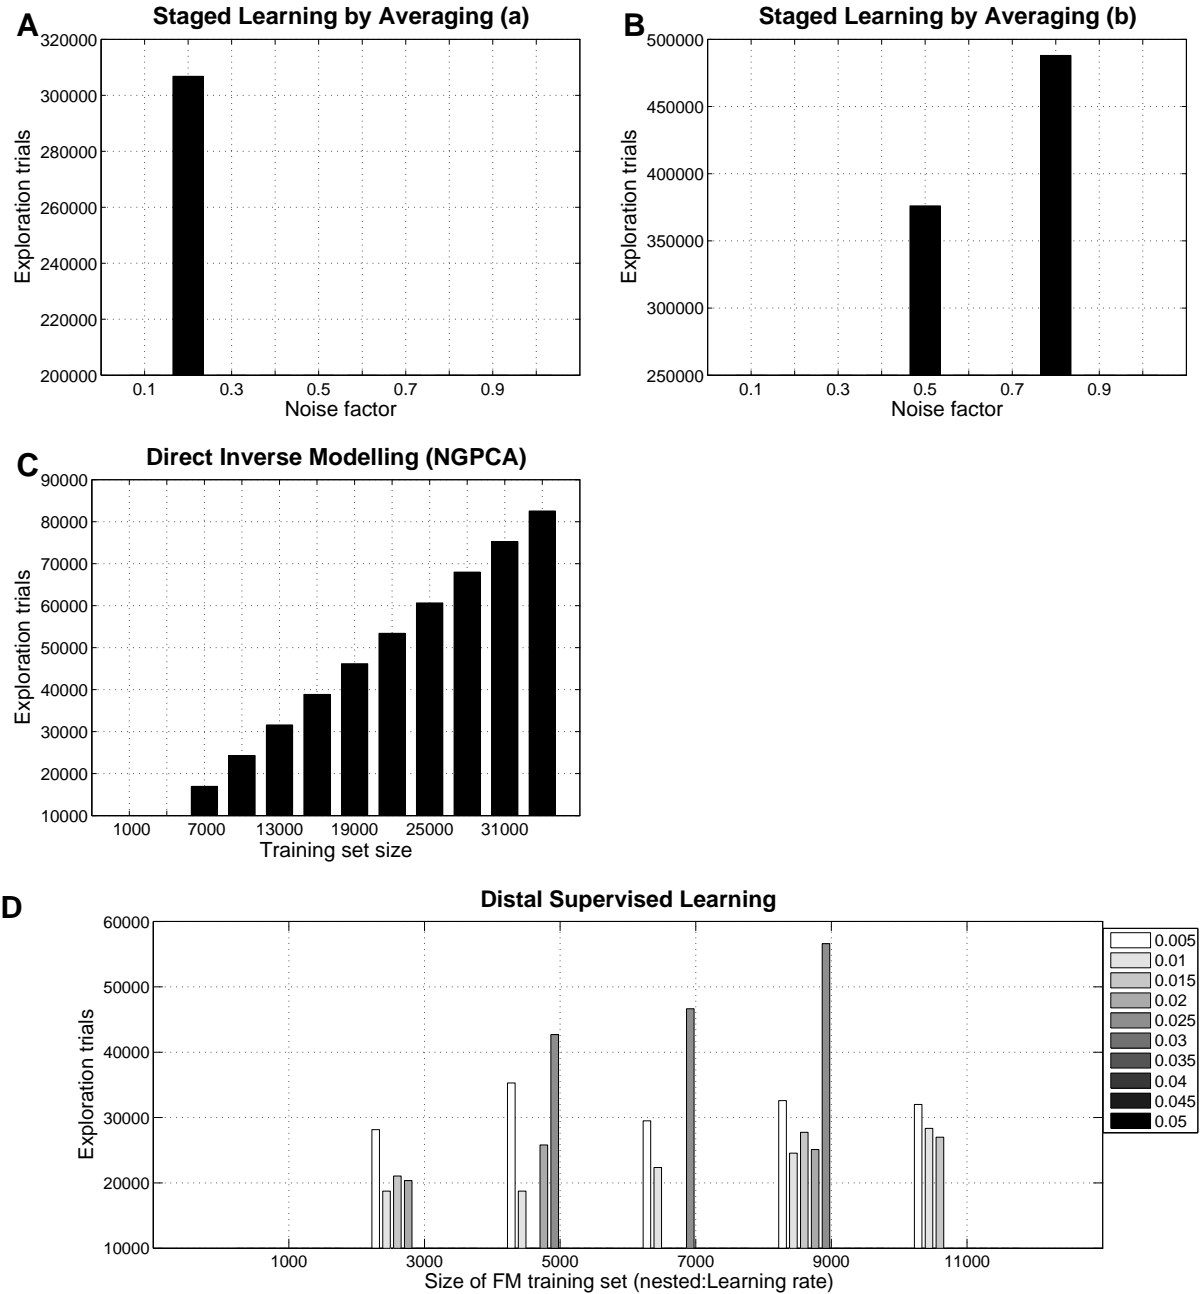 A
Staged Learning by Averaging (a)
320000
300000
280000
260000
240000
220000
200000
Exploration trials
0.1 0.3 0.5 0.7 0.9
Noise factor
B
Staged Learning by Averaging (b)
500000
450000
400000
350000
300000
250000
Exploration trials
0.1 0.3 0.5 0.7 0.9
Noise factor
C
Direct Inverse Modelling (NGPCA)
90000
80000
70000
60000
50000
40000
30000
20000
10000
Exploration trials
1000 7000 13000 19000 25000 31000
Training set size
D
Distal Supervised Learning
60000
50000
40000
30000
20000
10000
Exploration trials
1000 3000 5000 7000 9000 11000
Size of FM training set (nested:Learning rate)
0.005
0.01
0.015
0.02
0.025
0.03
0.035
0.04
0.045
0.05